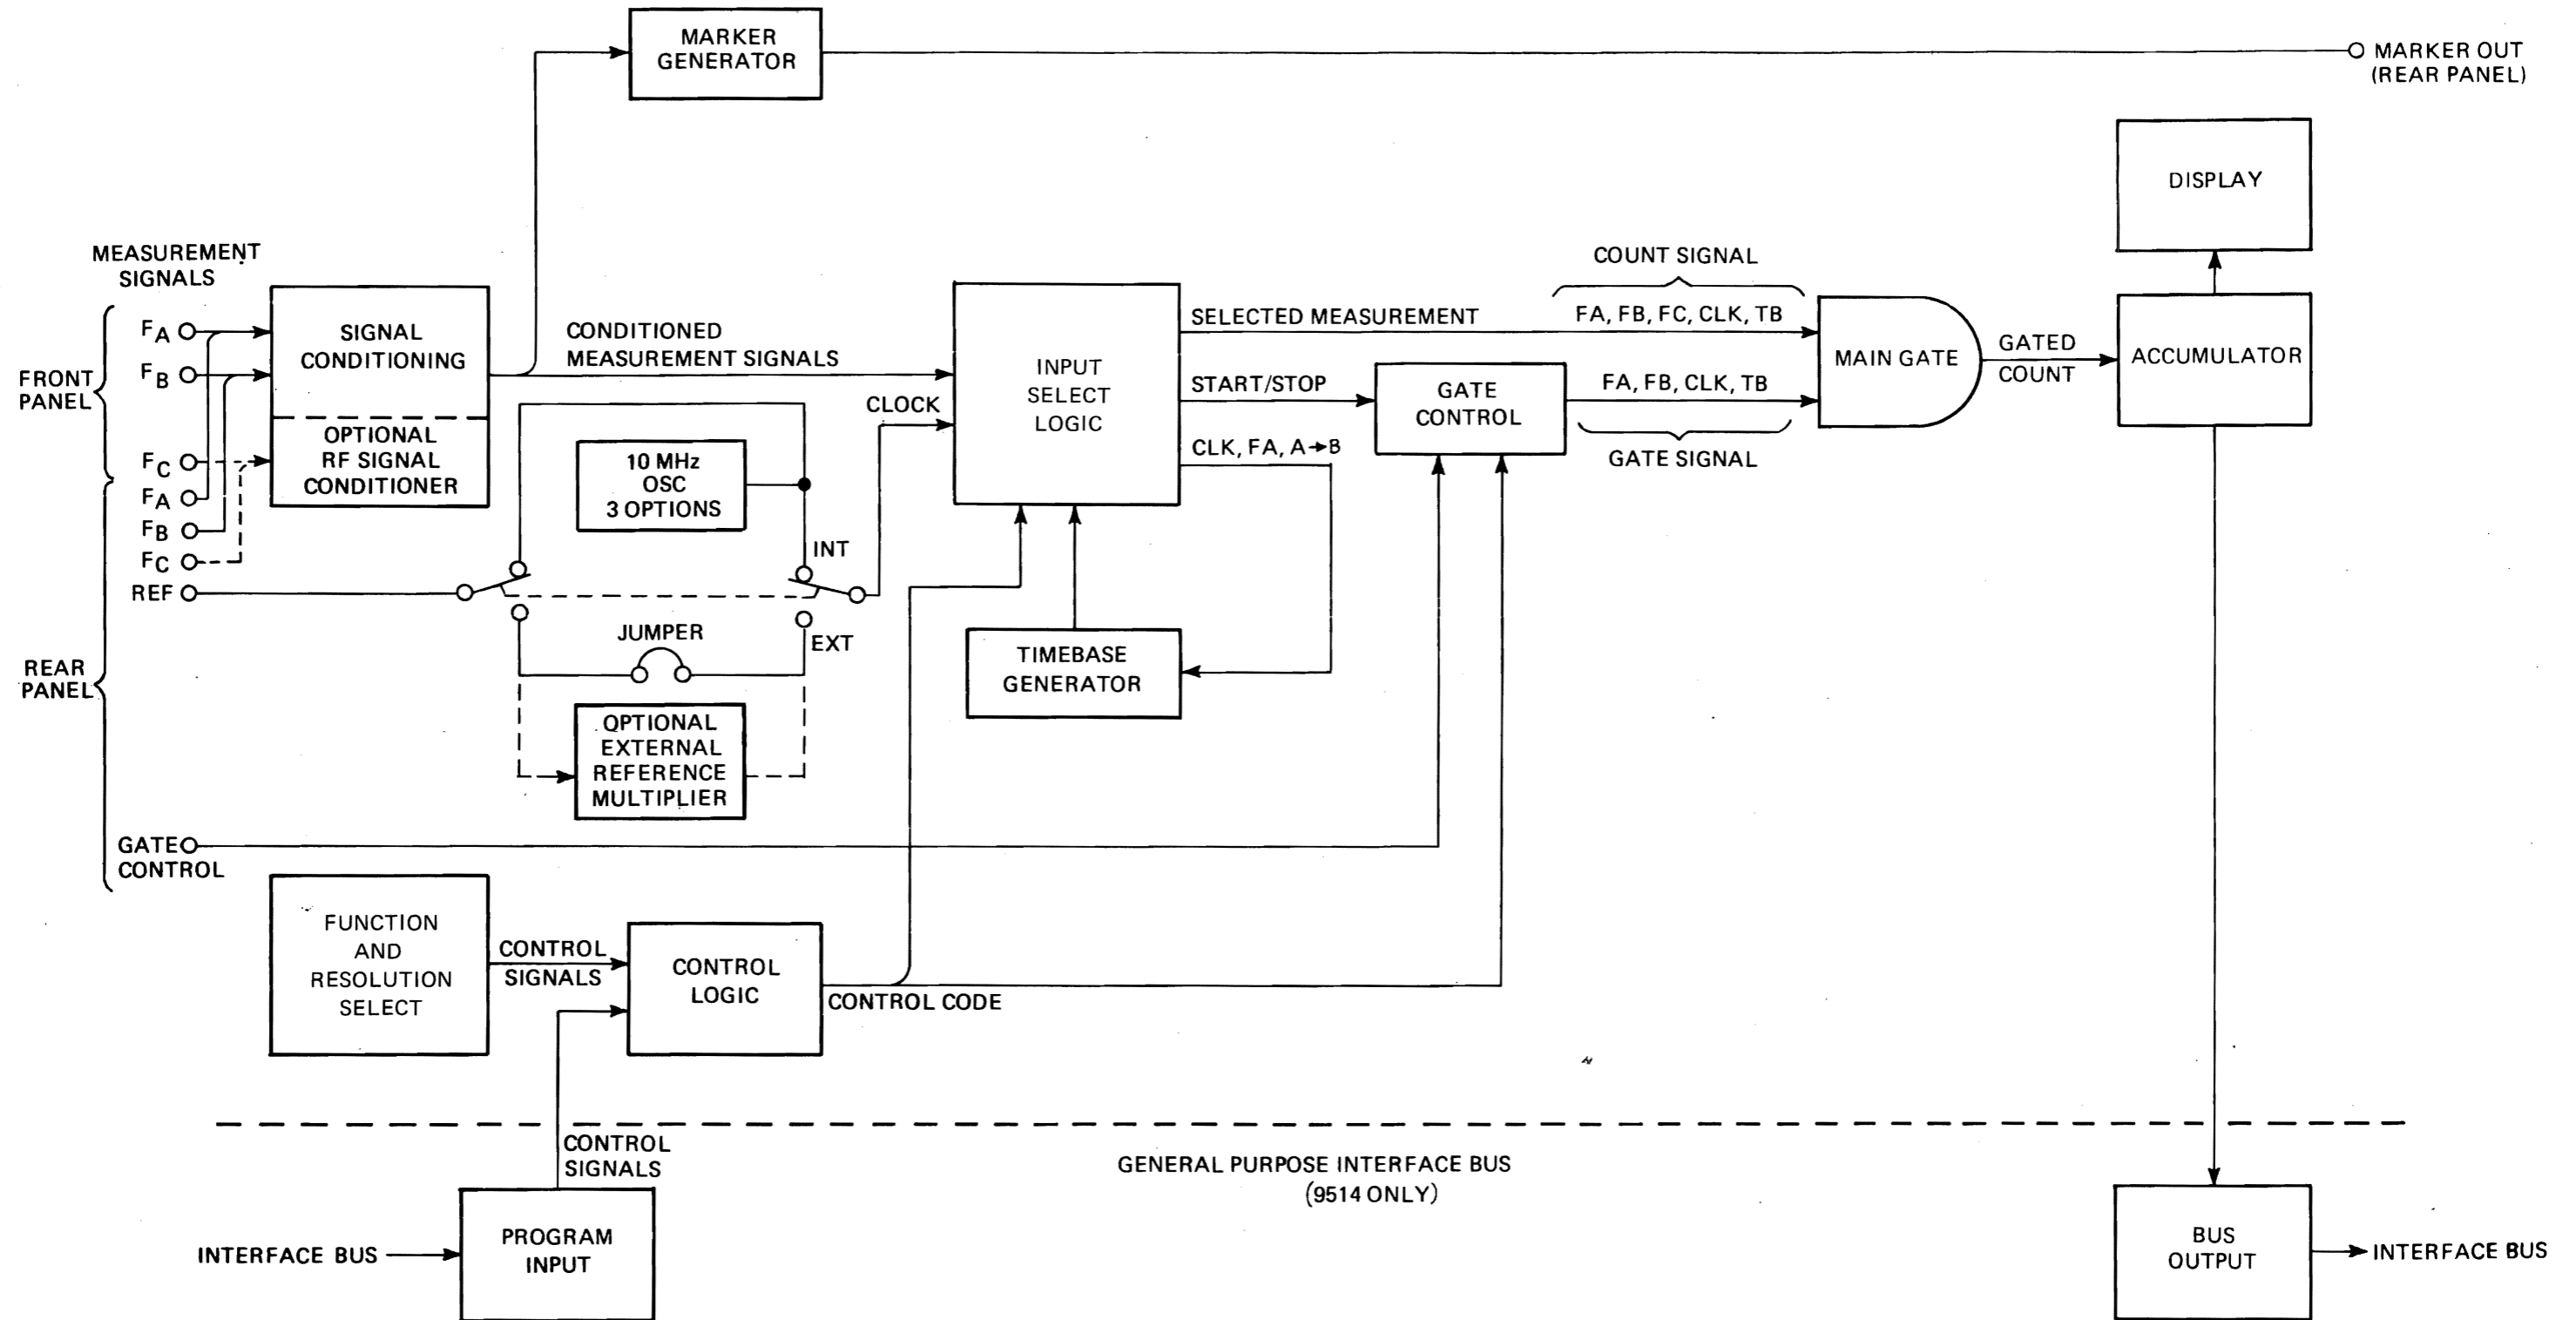 MARKER
GENERATOR
MARKER OUT
(REAR PANEL)
DISPLAY
MEASUREMENT
SIGNALS
FRONT
PANEL
FA
FB
FC
FA
FB
FC
REF
REAR
PANEL
GATE
CONTROL
SIGNAL
CONDITIONING
OPTIONAL
RF SIGNAL
CONDITIONER
CONDITIONED
MEASUREMENT SIGNALS
CLOCK
10 MHz
OSC
3 OPTIONS
INT
EXT
JUMPER
OPTIONAL
EXTERNAL
REFERENCE
MULTIPLIER
INPUT
SELECT
LOGIC
SELECTED MEASUREMENT
START/STOP
CLK, FA, A→B
TIMEBASE
GENERATOR
GATE
CONTROL
COUNT SIGNAL
FA, FB, FC, CLK, TB
FA, FB, CLK, TB
GATE SIGNAL
MAIN GATE
GATED
COUNT
ACCUMULATOR
FUNCTION
AND
RESOLUTION
SELECT
CONTROL
SIGNALS
CONTROL
LOGIC
CONTROL CODE
CONTROL
SIGNALS
GENERAL PURPOSE INTERFACE BUS
(9514 ONLY)
INTERFACE BUS
PROGRAM
INPUT
BUS
OUTPUT
INTERFACE BUS